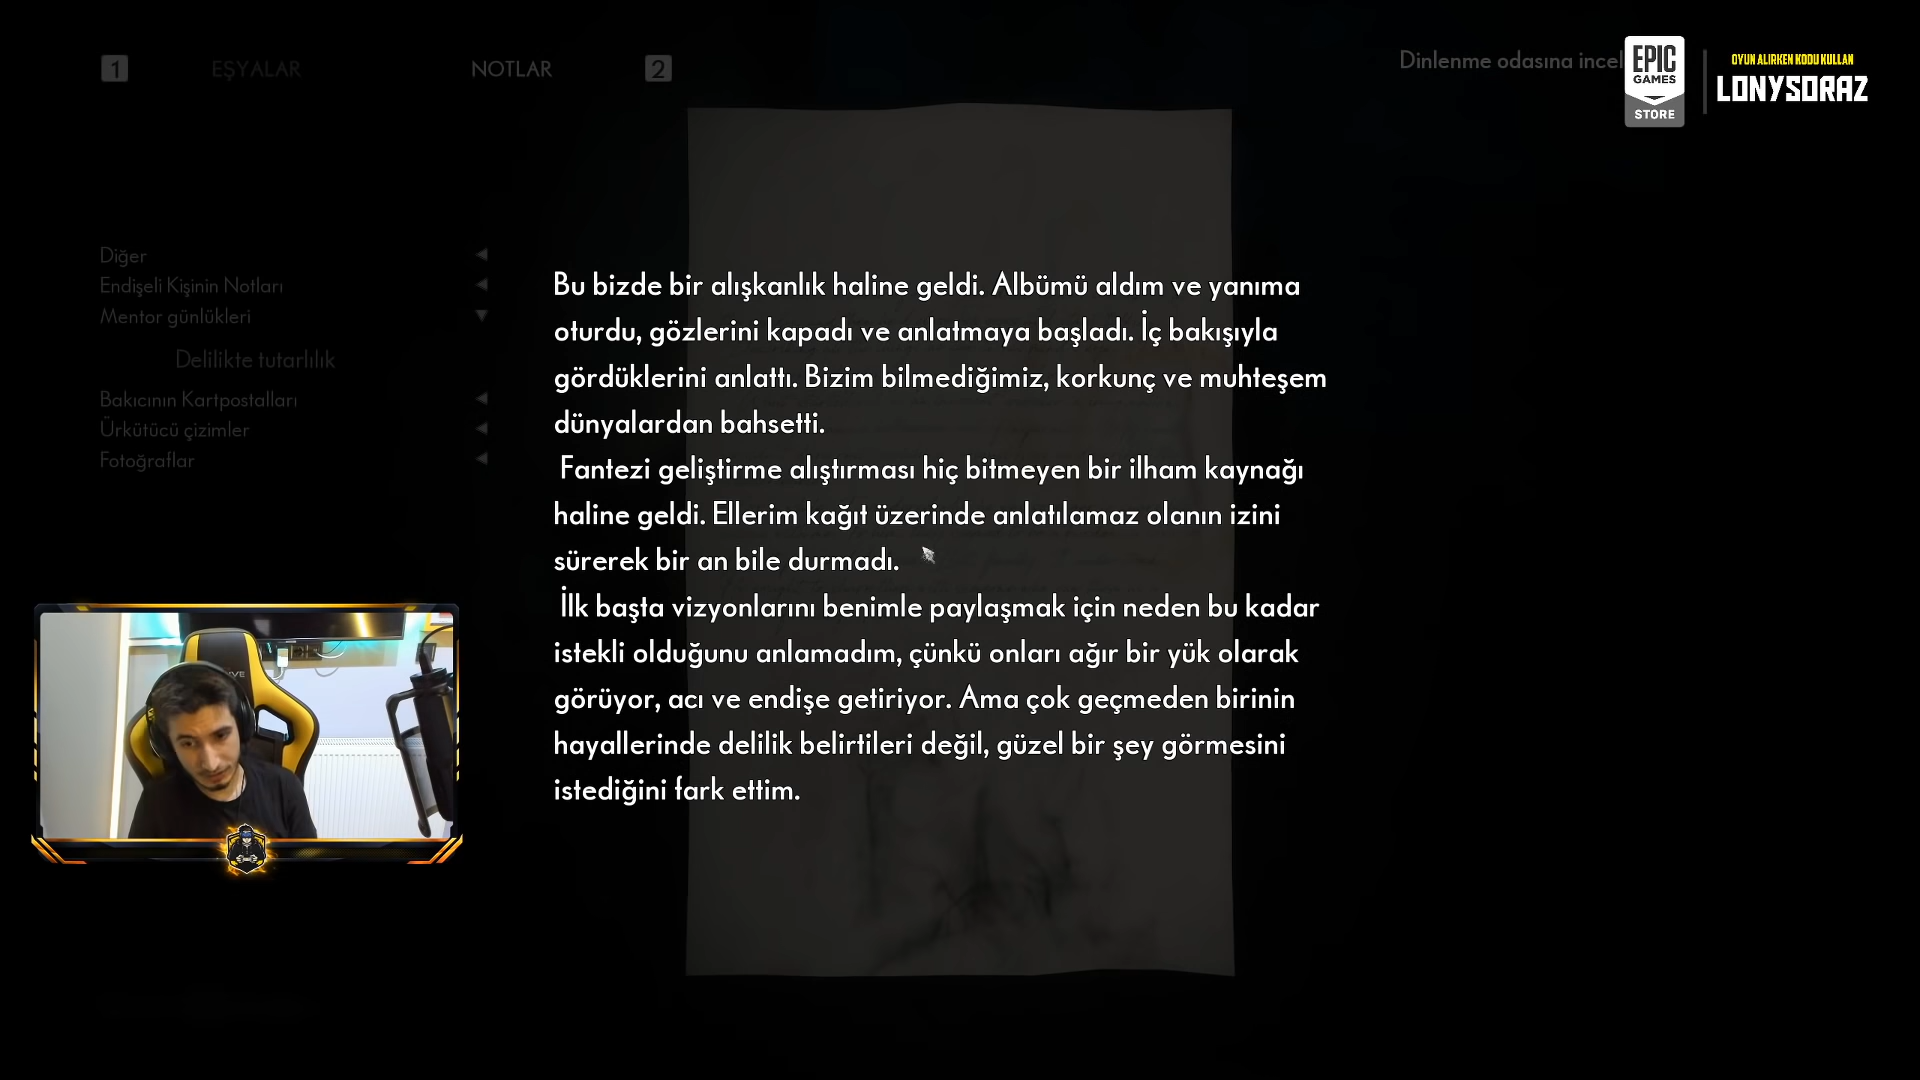 1
EŞYALAR
NOTLAR
2
Dinlenme odasına incel
EPIC
GAMES
STORE
OYUN ALIRKEN KODU KULLAN
LONYSORAZ
Diğer
Endişeli Kişinin Notları
Mentor günlükleri
Delilikte tutarlılık
Bakıcının Kartpostalları
Ürkütücü çizimler
Fotoğraflar
Bu bizde bir alışkanlık haline geldi. Albümü aldım ve yanıma
oturdu, gözlerini kapadı ve anlatmaya başladı. İç bakışıyla
gördüklerini anlattı. Bizim bilmediğimiz, korkunç ve muhteşem
dünyalardan bahsetti.
Fantezi geliştirme alıştırması hiç bitmeyen bir ilham kaynağı
haline geldi. Ellerim kağıt üzerinde anlatılamaz olanın izini
sürerek bir an bile durmadı.
İlk başta vizyonlarını benimle paylaşmak için neden bu kadar
istekli olduğunu anlamadım, çünkü onları ağır bir yük olarak
görüyor, acı ve endişe getiriyor. Ama çok geçmeden birinin
hayallerinde delilik belirtileri değil, güzel bir şey görmesini
istediğini fark ettim.